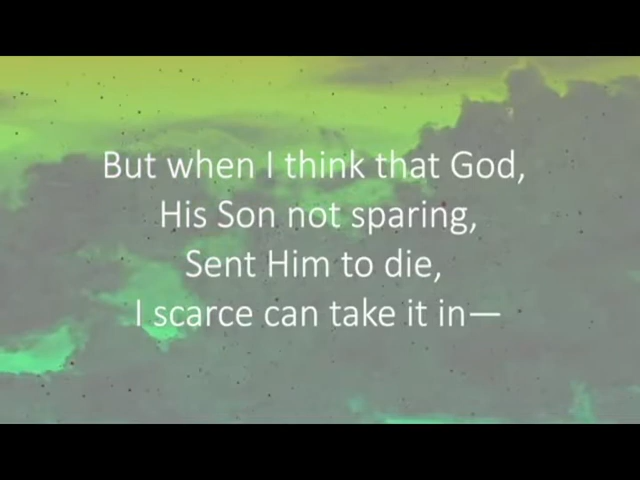 But when I think that God,
His Son not sparing,
Sent Him to die,
I scarce can take it in—